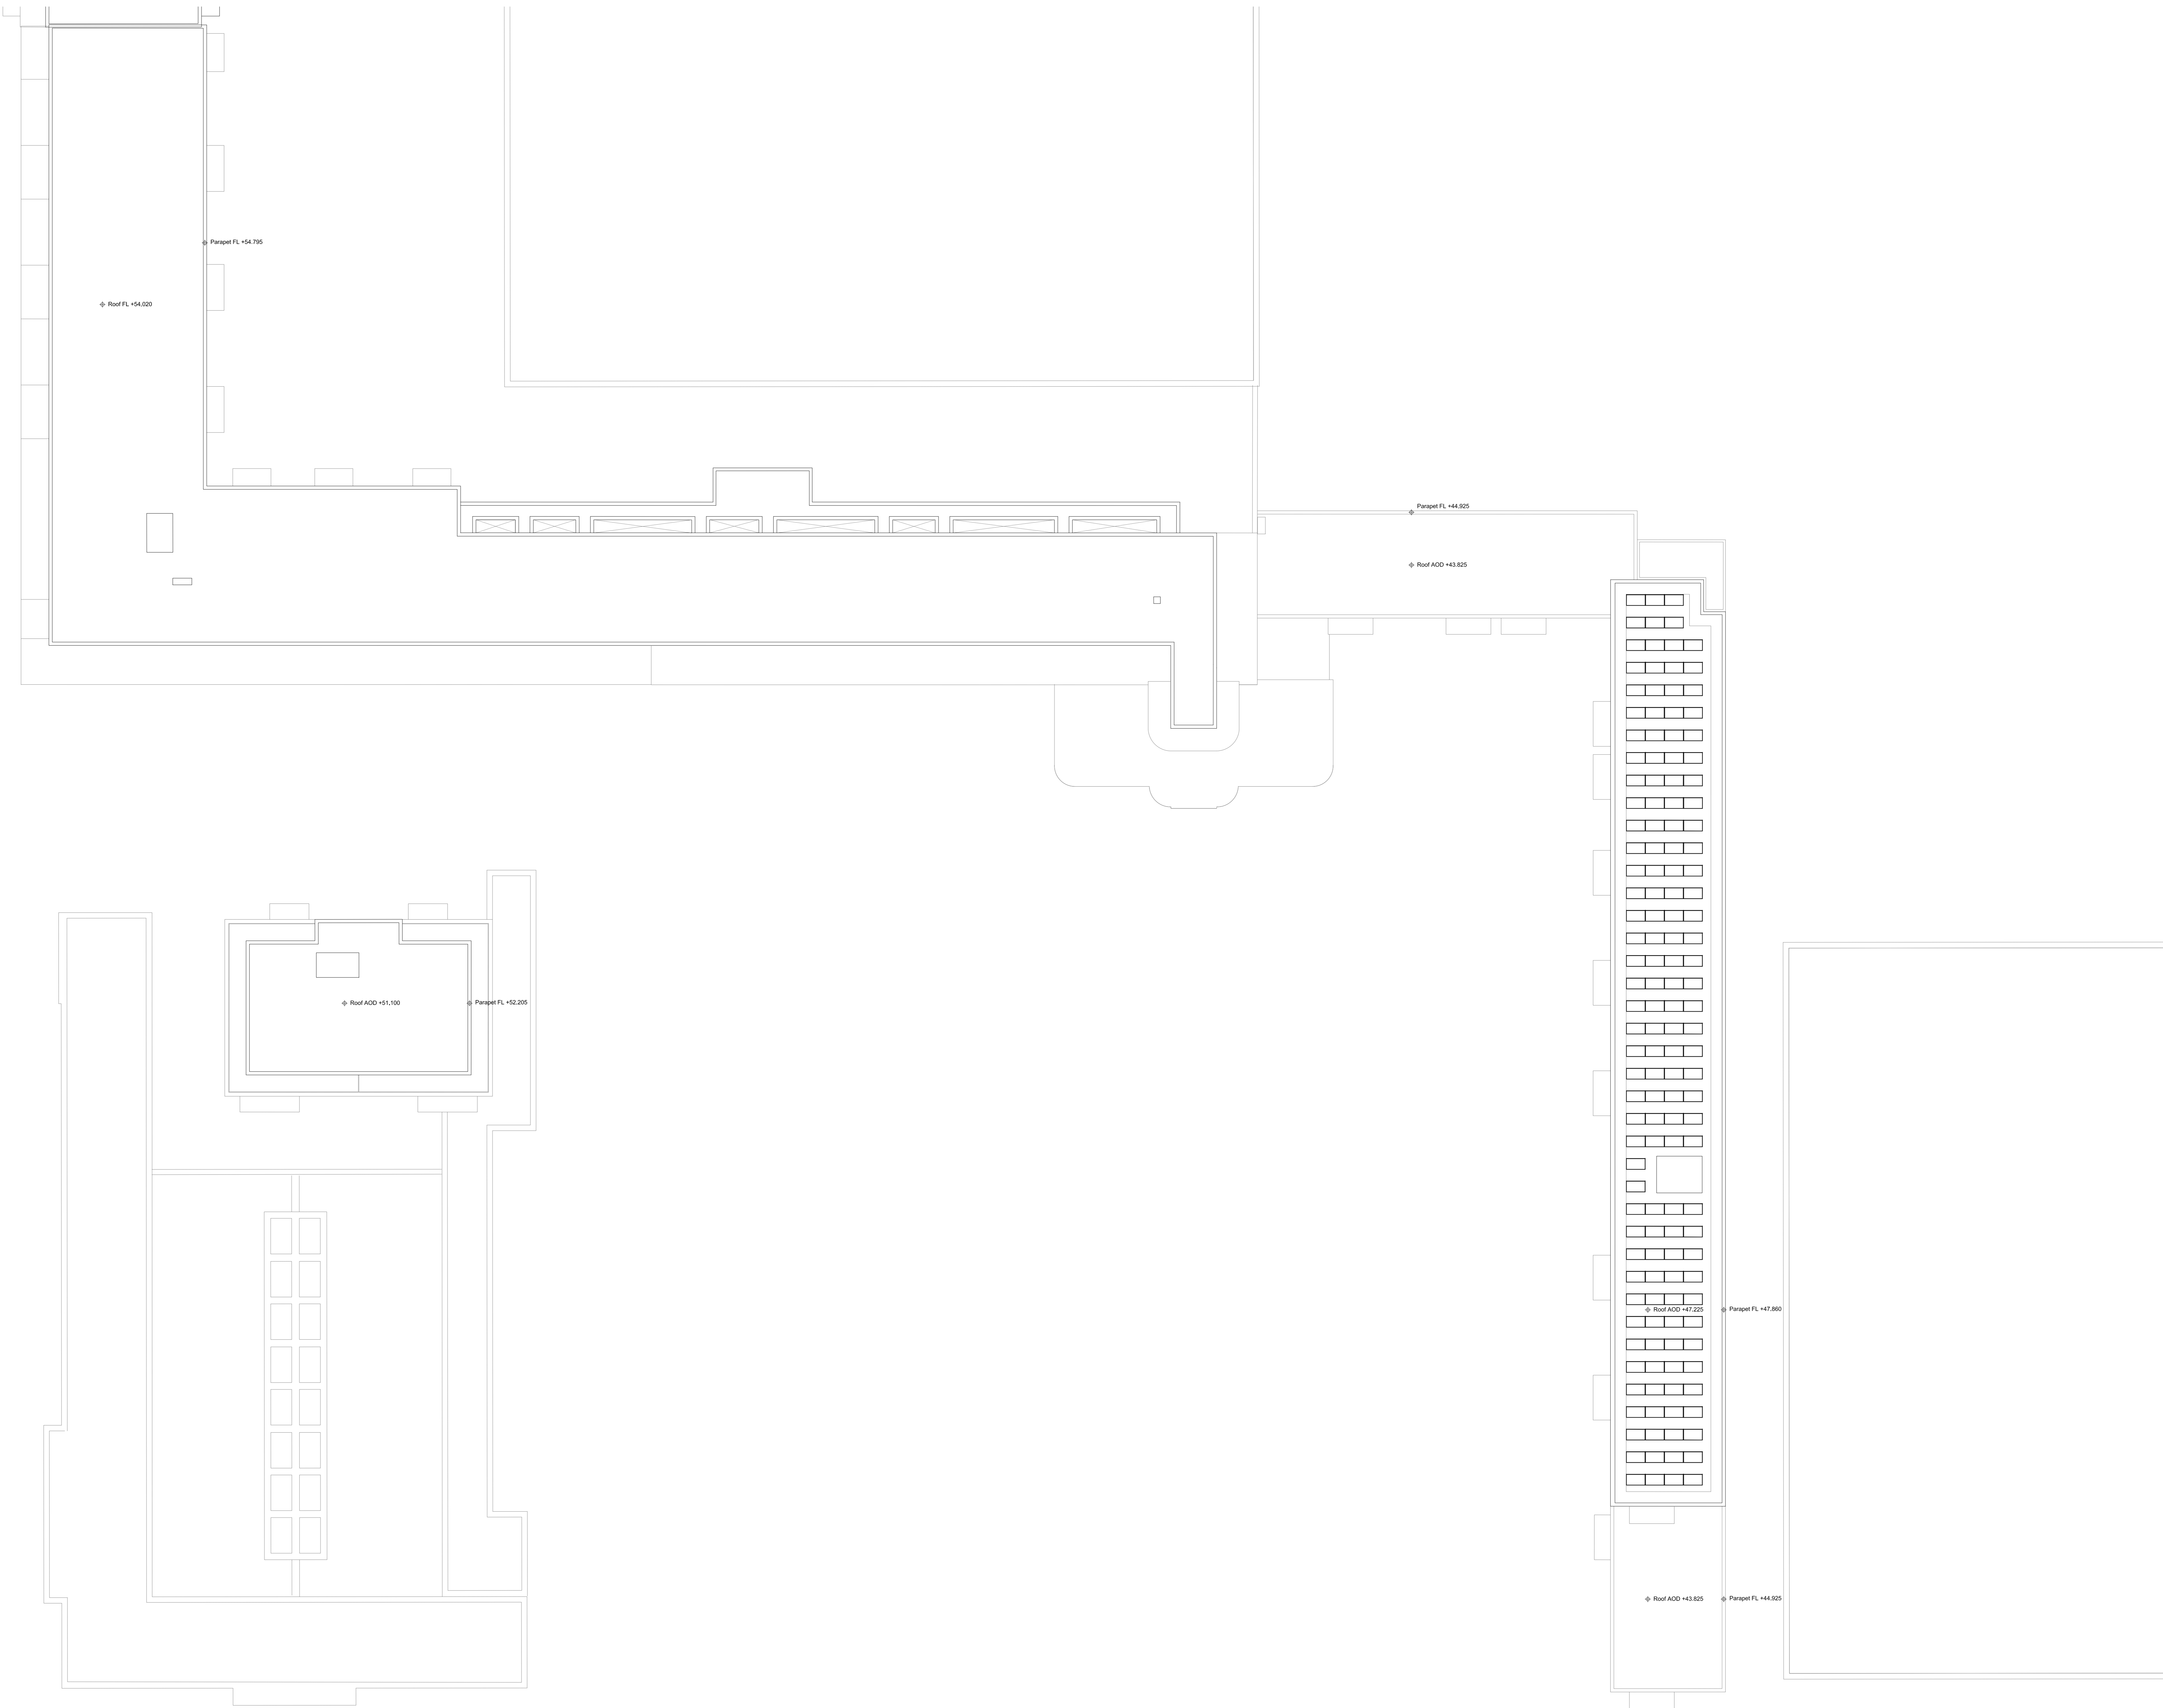 Parapet FL +54.795
Roof FL +54,020
Parapet FL +44,925
Roof AOD +43.825
Roof AOD +51,100
Parapet FL +52,205
Roof AOD +47,225
Parapet FL +47,860
Roof AOD +43.825
Parapet FL +44,925